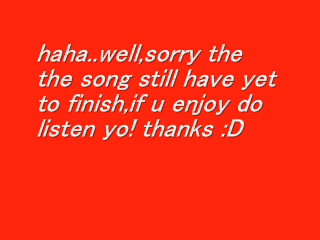 haha..well,sorry the
the song still have yet
to finish,if u enjoy do
listen yo! thanks :D